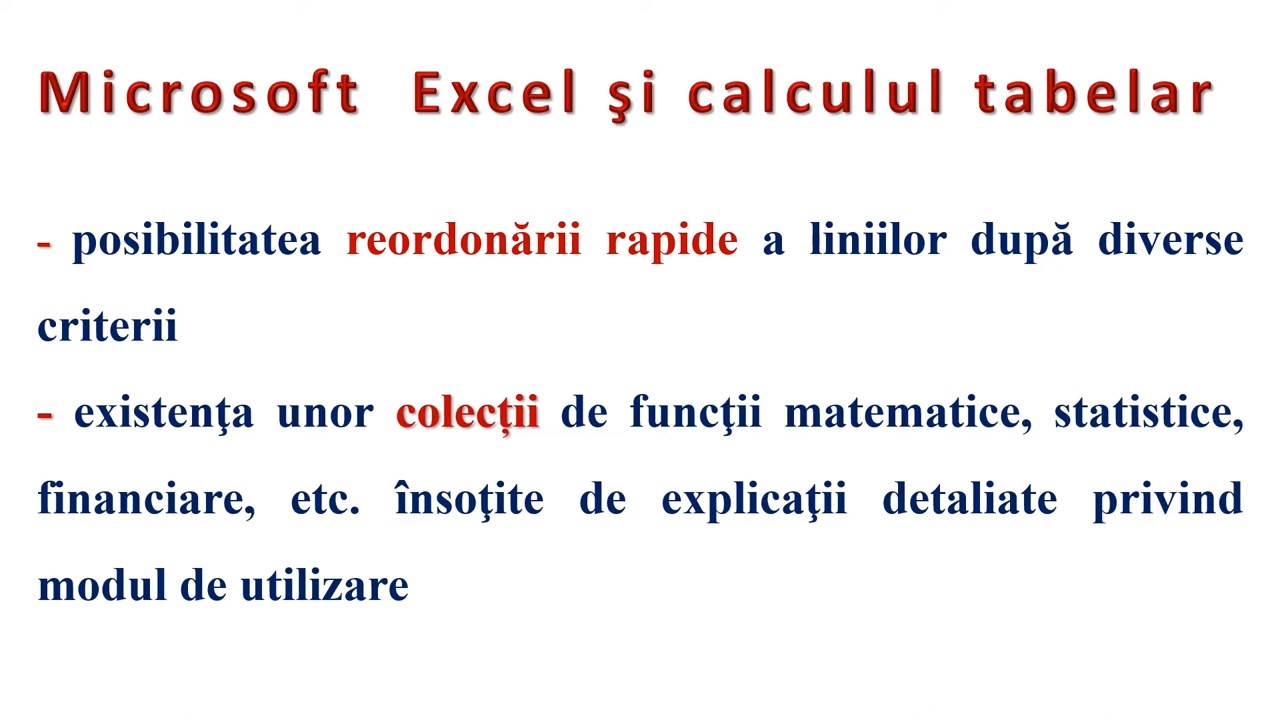 Microsoft Excel şi calculul tabelar
- posibilitatea reordonării rapide a liniilor după diverse
criterii
- existenţa unor colecții de funcţii matematice, statistice,
financiare, etc. însoţite de explicaţii detaliate privind
modul de utilizare